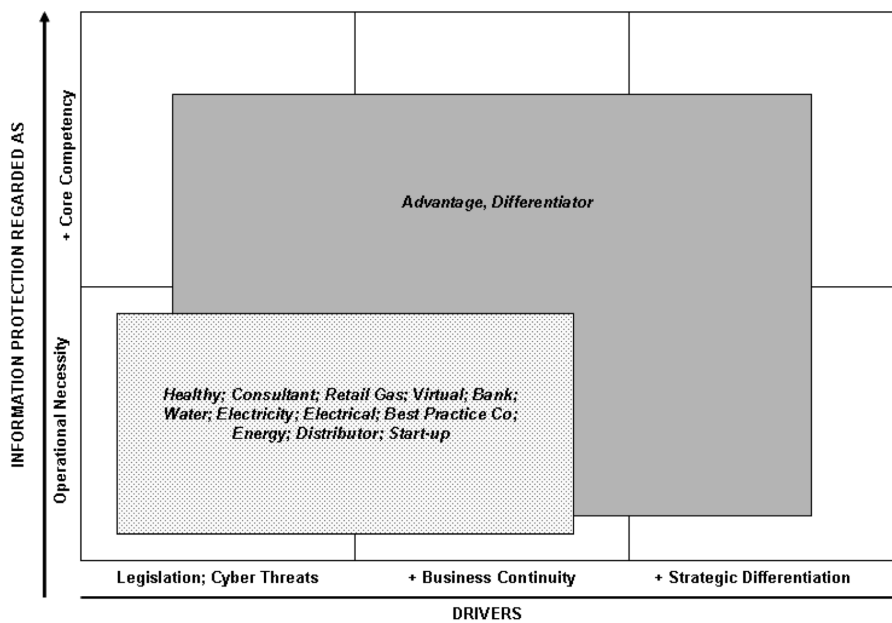 INFORMATION PROTECTION REGARDED AS
+ Core Competency
Operational Necessity
Advantage, Differentiator
Healthy; Consultant; Retail Gas; Virtual; Bank;
Water; Electricity; Electrical; Best Practice Co;
Energy; Distributor; Start-up
Legislation; Cyber Threats
+ Business Continuity
+ Strategic Differentiation
DRIVERS